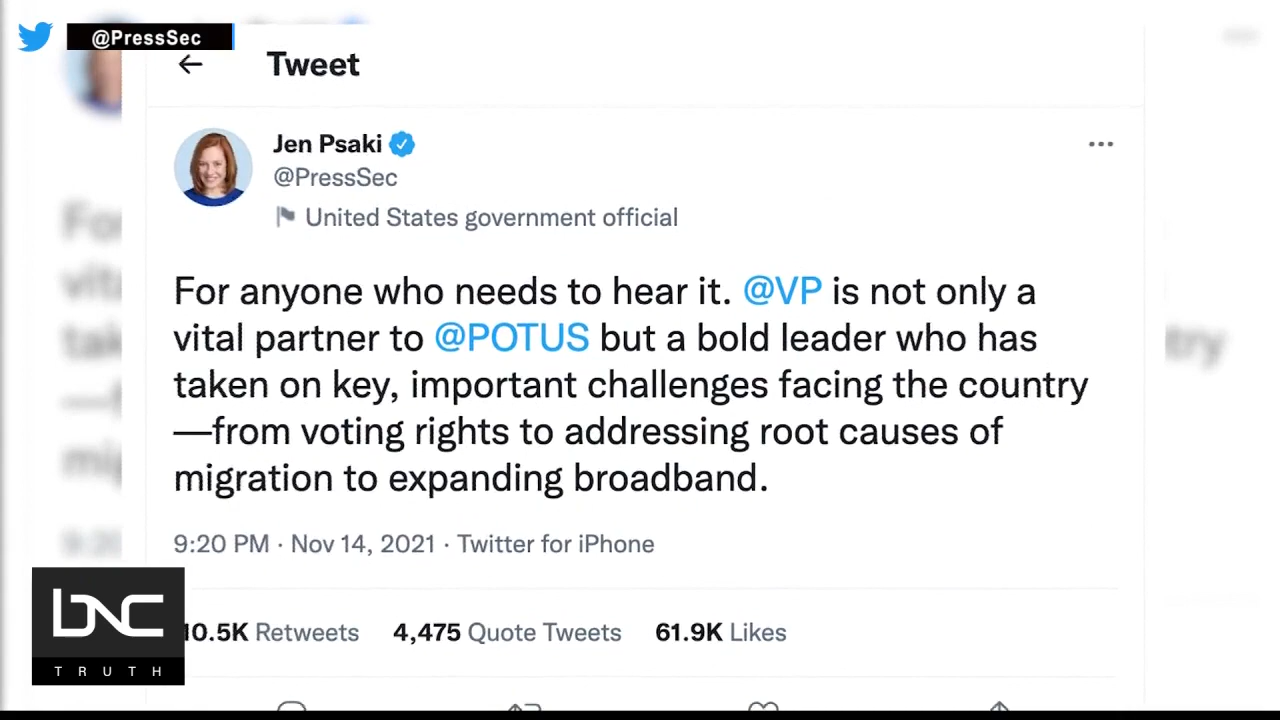 @PressSec
Tweet
Jen Psaki
@PressSec
United States government official
For anyone who needs to hear it. @VP is not only a
vital partner to @POTUS but a bold leader who has
taken on key, important challenges facing the country
—from voting rights to addressing root causes of
migration to expanding broadband.
9:20 PM · Nov 14, 2021 · Twitter for iPhone
10.5K Retweets 4,475 Quote Tweets 61.9K Likes
BNC
TRUTH